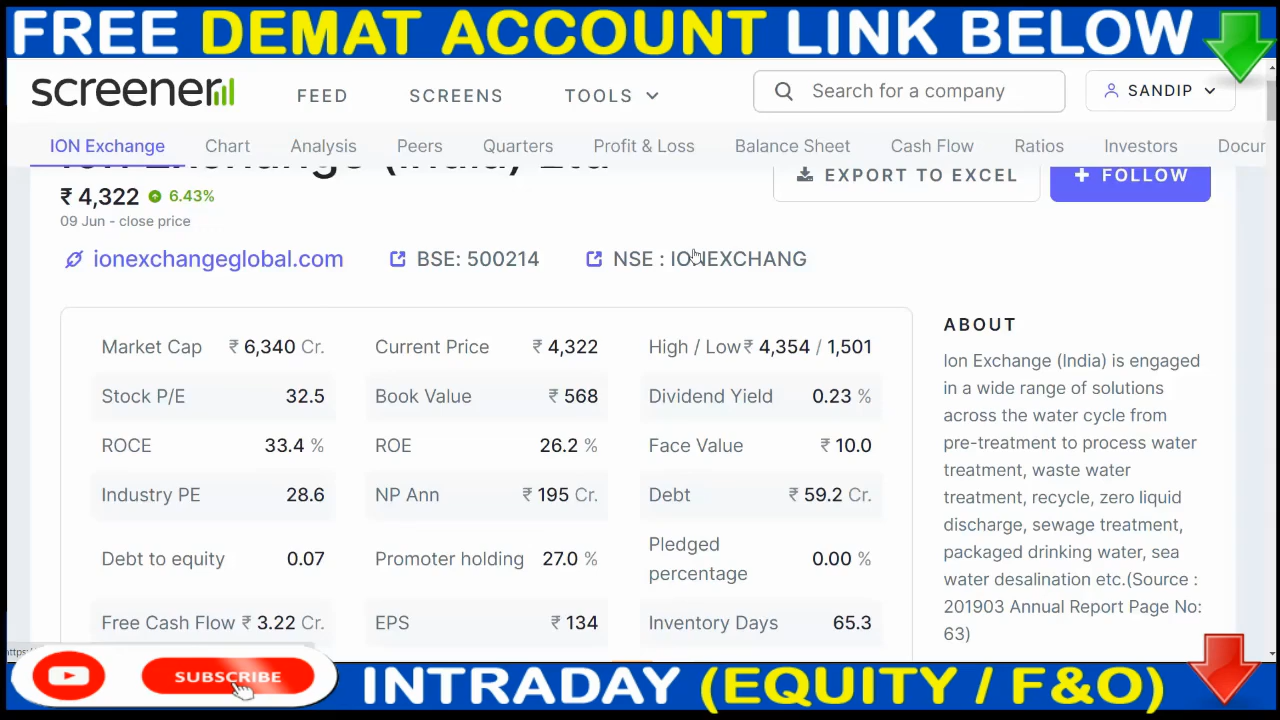 FREE DEMAT ACCOUNT LINK BELOW
screener
FEED
SCREENS
TOOLS
Search for a company
SANDIP
ION Exchange
Chart
Analysis
Peers
Quarters
Profit & Loss
Balance Sheet
Cash Flow
Ratios
Investors
Docur
Ion Exchange (India) Ltd
₹ 4,322 6.43%
09 Jun - close price
EXPORT TO EXCEL
+ FOLLOW
ionexchangeglobal.com
BSE: 500214
NSE : IONEXCHANG
Market Cap ₹ 6,340 Cr.
Current Price ₹ 4,322
High / Low ₹ 4,354 / 1,501
Stock P/E 32.5
Book Value ₹ 568
Dividend Yield 0.23 %
ROCE 33.4 %
ROE 26.2 %
Face Value ₹ 10.0
Industry PE 28.6
NP Ann ₹ 195 Cr.
Debt ₹ 59.2 Cr.
Debt to equity 0.07
Promoter holding 27.0 %
Pledged
percentage 0.00 %
Free Cash Flow ₹ 3.22 Cr.
EPS ₹ 134
Inventory Days 65.3
ABOUT
Ion Exchange (India) is engaged
in a wide range of solutions
across the water cycle from
pre-treatment to process water
treatment, waste water
treatment, recycle, zero liquid
discharge, sewage treatment,
packaged drinking water, sea
water desalination etc.(Source :
201903 Annual Report Page No:
63)
SUBSCRIBE
INTRADAY (EQUITY / F&O)